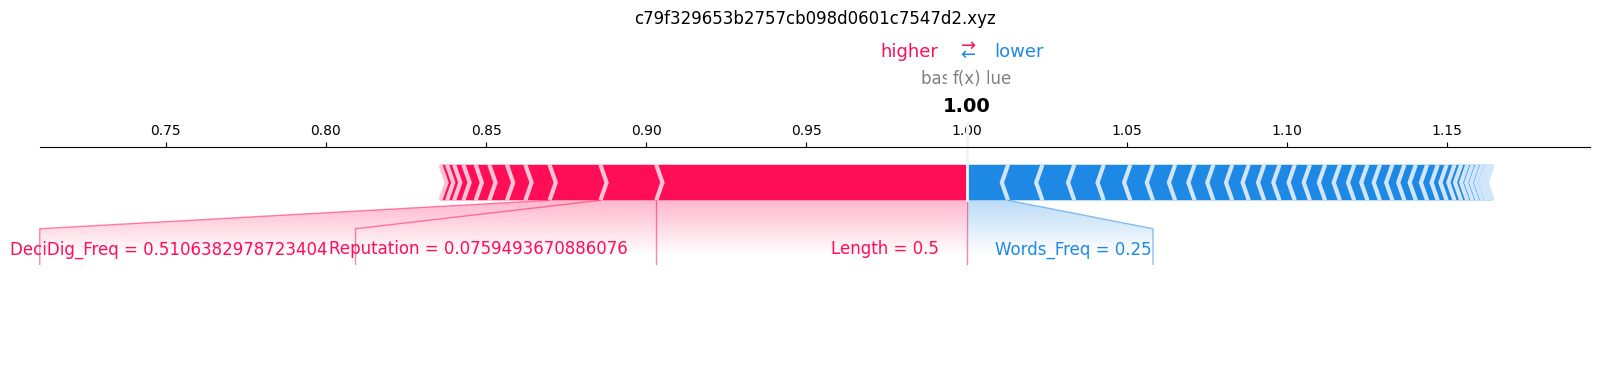 c79f329653b2757cb098d0601c7547d2.xyz
higher ⇄ lower
f(x) lue
1.00
0.75 0.80 0.85 0.90 0.95 1.00 1.05 1.10 1.15
DeciDig_Freq = 0.5106382978723404 Reputation = 0.0759493670886076 Length = 0.5 Words_Freq = 0.25